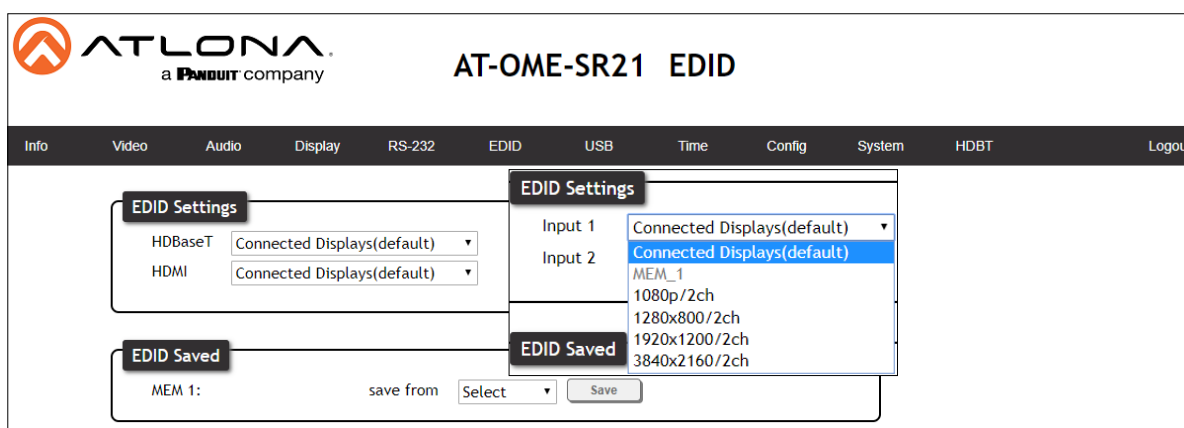 ATLONA.
a PANDUIT company
AT-OME-SR21 EDID
Info Video Audio Display RS-232 EDID USB Time Config System HDBT Logou
EDID Settings
HDBaseT Connected Displays(default)
HDMI Connected Displays(default)
EDID Settings
Input 1 Connected Displays(default)
Input 2
Connected Displays(default)
MEM_1
1080p/2ch
1280x800/2ch
1920x1200/2ch
3840x2160/2ch
EDID Saved
EDID Saved
MEM 1: save from Select Save